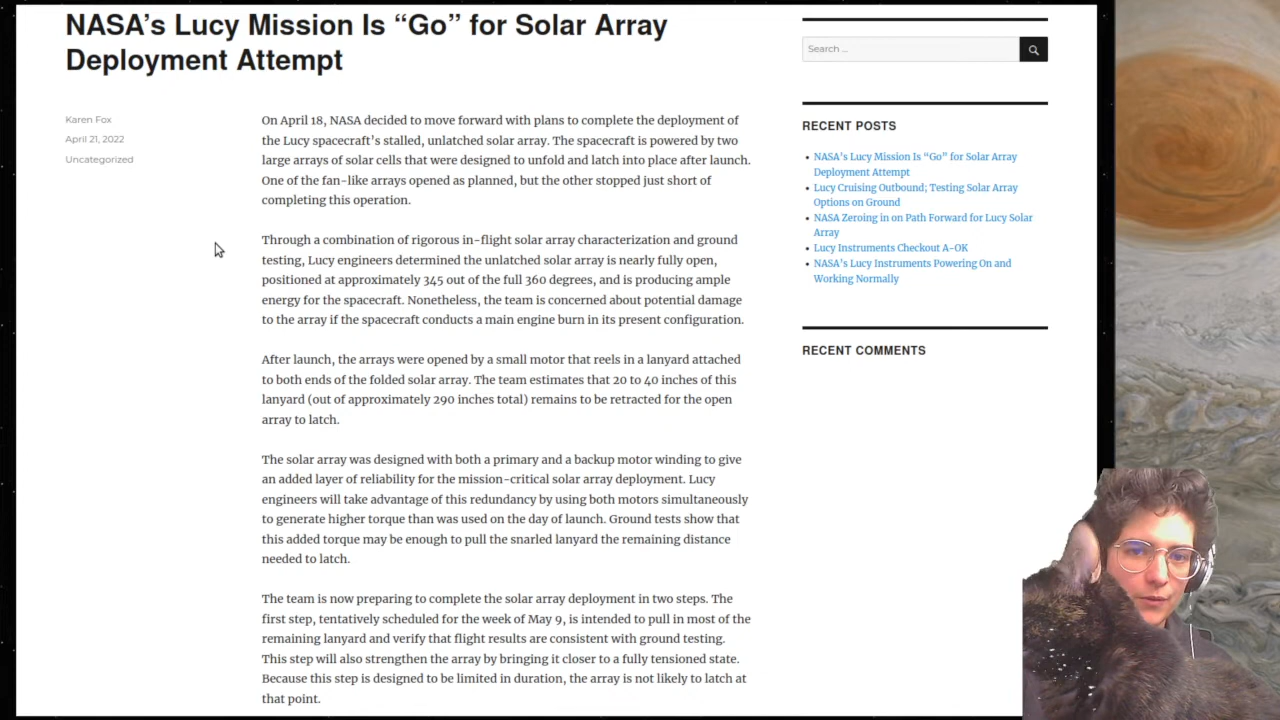 NASA’s Lucy Mission Is “Go” for Solar Array
Deployment Attempt
Karen Fox
April 21, 2022
Uncategorized
On April 18, NASA decided to move forward with plans to complete the deployment of
the Lucy spacecraft’s stalled, unlatched solar array. The spacecraft is powered by two
large arrays of solar cells that were designed to unfold and latch into place after launch.
One of the fan-like arrays opened as planned, but the other stopped just short of
completing this operation.
Through a combination of rigorous in-flight solar array characterization and ground
testing, Lucy engineers determined the unlatched solar array is nearly fully open,
positioned at approximately 345 out of the full 360 degrees, and is producing ample
energy for the spacecraft. Nonetheless, the team is concerned about potential damage
to the array if the spacecraft conducts a main engine burn in its present configuration.
After launch, the arrays were opened by a small motor that reels in a lanyard attached
to both ends of the folded solar array. The team estimates that 20 to 40 inches of this
lanyard (out of approximately 290 inches total) remains to be retracted for the open
array to latch.
The solar array was designed with both a primary and a backup motor winding to give
an added layer of reliability for the mission-critical solar array deployment. Lucy
engineers will take advantage of this redundancy by using both motors simultaneously
to generate higher torque than was used on the day of launch. Ground tests show that
this added torque may be enough to pull the snarled lanyard the remaining distance
needed to latch.
The team is now preparing to complete the solar array deployment in two steps. The
first step, tentatively scheduled for the week of May 9, is intended to pull in most of the
remaining lanyard and verify that flight results are consistent with ground testing.
This step will also strengthen the array by bringing it closer to a fully tensioned state.
Because this step is designed to be limited in duration, the array is not likely to latch at
that point.
Search …
RECENT POSTS
NASA’s Lucy Mission Is “Go” for Solar Array
Deployment Attempt
Lucy Cruising Outbound; Testing Solar Array
Options on Ground
NASA Zeroing in on Path Forward for Lucy Solar
Array
Lucy Instruments Checkout A-OK
NASA’s Lucy Instruments Powering On and
Working Normally
RECENT COMMENTS